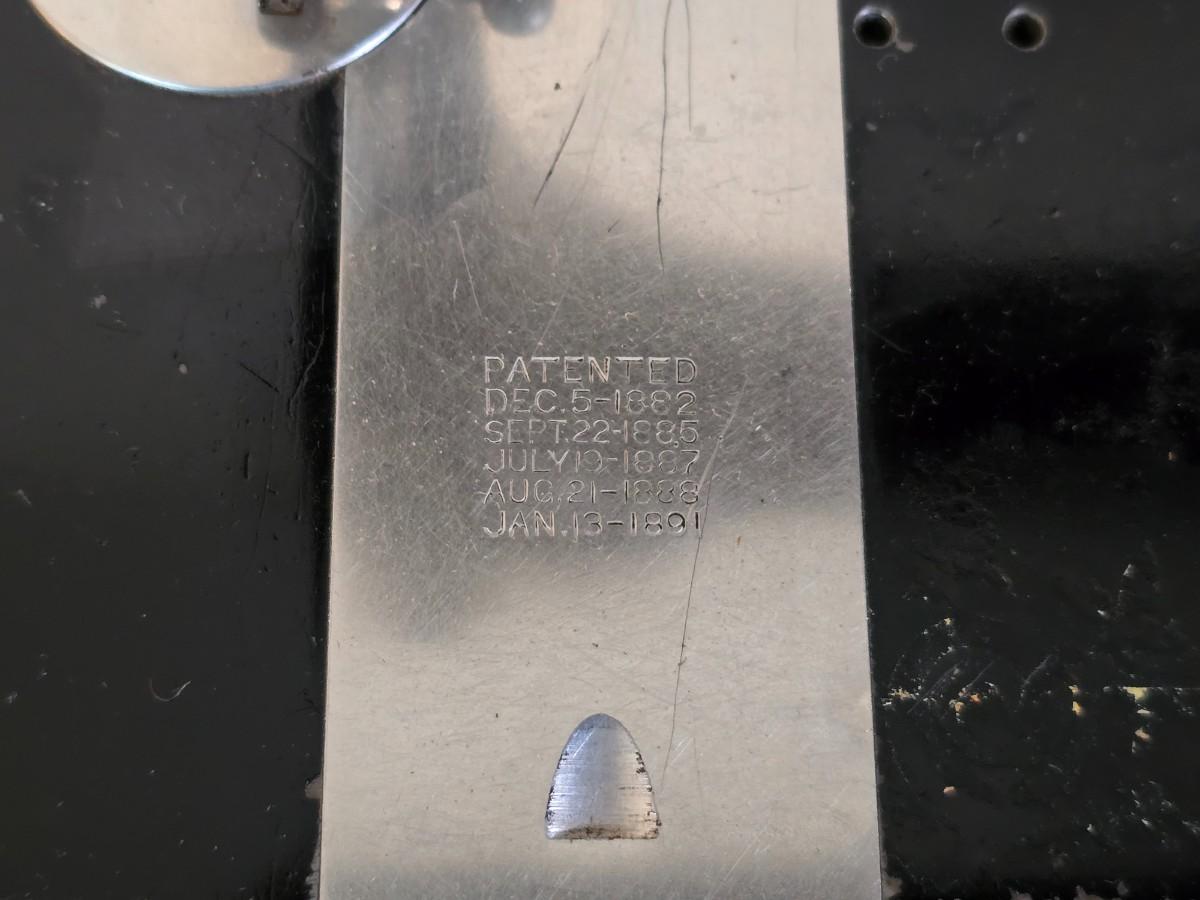 PATENTED
DEC.5-1882
SEPT.22-1885
JULY19-1887
AUG.21-1888
JAN.13-1891